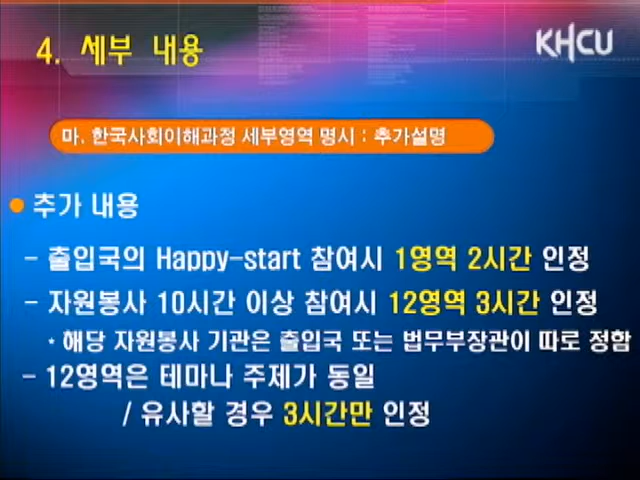 4. 세부 내용
KHCU
마. 한국사회이해과정 세부영역 명시 : 추가설명
● 추가 내용
- 출입국의 Happy-start 참여시 1영역 2시간 인정
- 자원봉사 10시간 이상 참여시 12영역 3시간 인정
* 해당 자원봉사 기관은 출입국 또는 법무부장관이 따로 정함
- 12영역은 테마나 주제가 동일
/ 유사할 경우 3시간만 인정